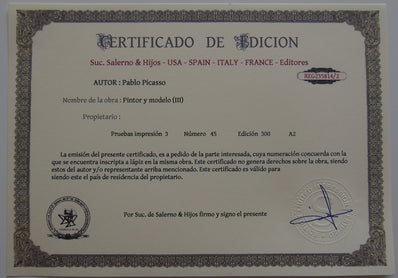 CERTIFICADO DE EDICION
Suc. Salerno & Hijos - USA - SPAIN - ITALY - FRANCE - Editores
AUTOR : Pablo Picasso
Nombre de la obra : Pintor y modelo (III)
Propietario :
Pruebas impresión 3 Número 45 Edición 300 A2
La emisión del presente certificado, es a pedido de la parte interesada, cuya numeración concuerda con la
que se encuentra inscripta a lápiz en la misma obra. Este certificado no genera derechos sobre la obra, siendo
estos del autor y/o representante arriba mencionado. Este certificado es válido para
siendo este el país de residencia del propietario.
Por Suc. de Salerno & Hijos firmo y signo el presente